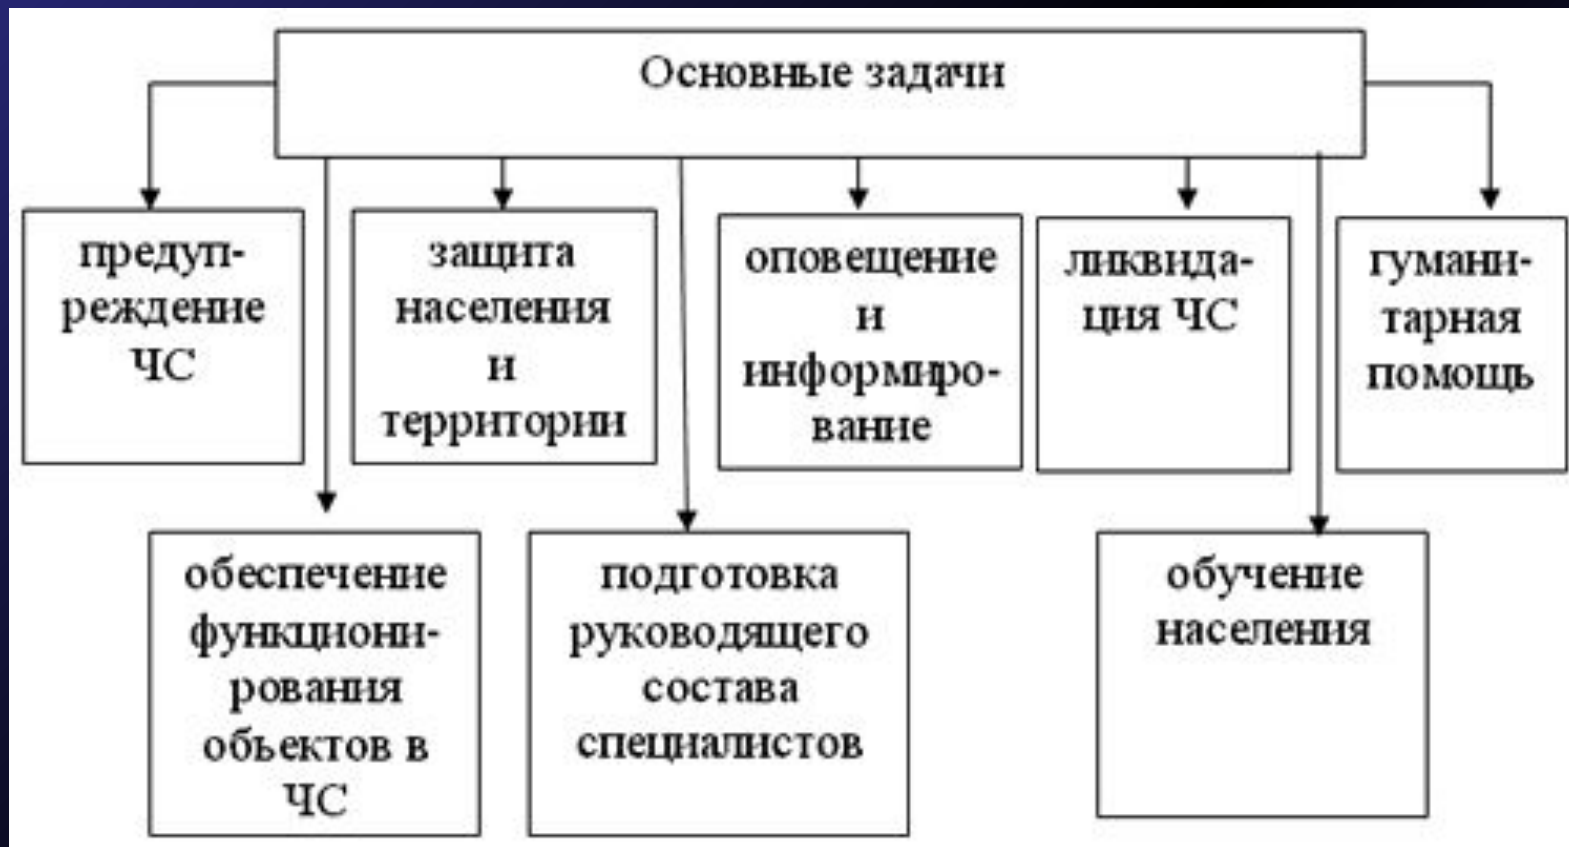 Основные задачи
предуп-
реждение
ЧС
защита
населения
и
территории
оповещение
и
информиро-
вание
ликвида-
ция ЧС
гумани-
тарная
помощь
обеспечение
функциони-
рования
объектов в
ЧС
подготовка
руководящего
состава
специалистов
обучение
населения